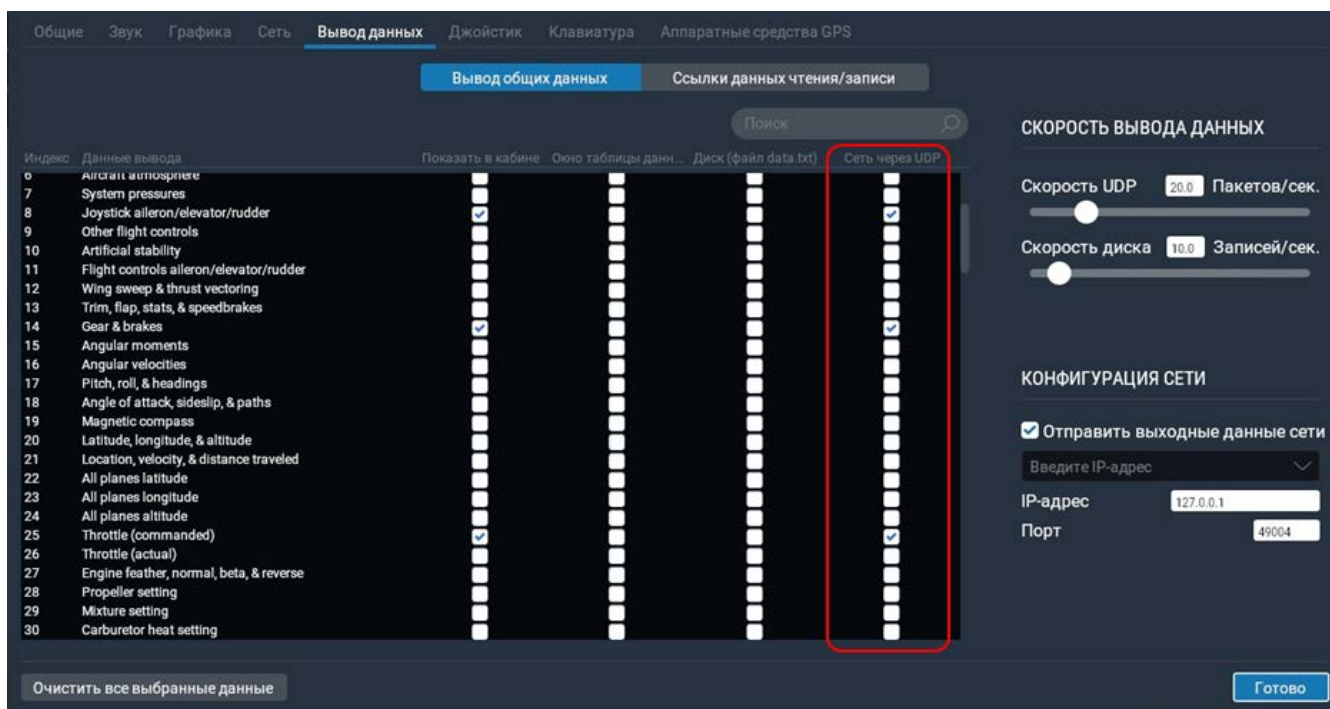 Общие Звук Графика Сеть Вывод данных Джойстик Клавиатура Аппаратные средства GPS
Вывод общих данных Ссылки данных чтения/записи
Поиск
Индекс Данные вывода Показать в кабине Окно таблицы данн... Диск (файл data.txt) Сеть через UDP
6 Aircraft atmosphere
7 System pressures
8 Joystick aileron/elevator/rudder
9 Other flight controls
10 Artificial stability
11 Flight controls aileron/elevator/rudder
12 Wing sweep & thrust vectoring
13 Trim, flap, stats, & speedbrakes
14 Gear & brakes
15 Angular moments
16 Angular velocities
17 Pitch, roll, & headings
18 Angle of attack, sideslip, & paths
19 Magnetic compass
20 Latitude, longitude, & altitude
21 Location, velocity, & distance traveled
22 All planes latitude
23 All planes longitude
24 All planes altitude
25 Throttle (commanded)
26 Throttle (actual)
27 Engine feather, normal, beta, & reverse
28 Propeller setting
29 Mixture setting
30 Carburetor heat setting
СКОРОСТЬ ВЫВОДА ДАННЫХ
Скорость UDP 20.0 Пакетов/сек.
Скорость диска 10.0 Записей/сек.
КОНФИГУРАЦИЯ СЕТИ
Отправить выходные данные сети
Введите IP-адрес
IP-адрес 127.0.0.1
Порт 49004
Очистить все выбранные данные
Готово